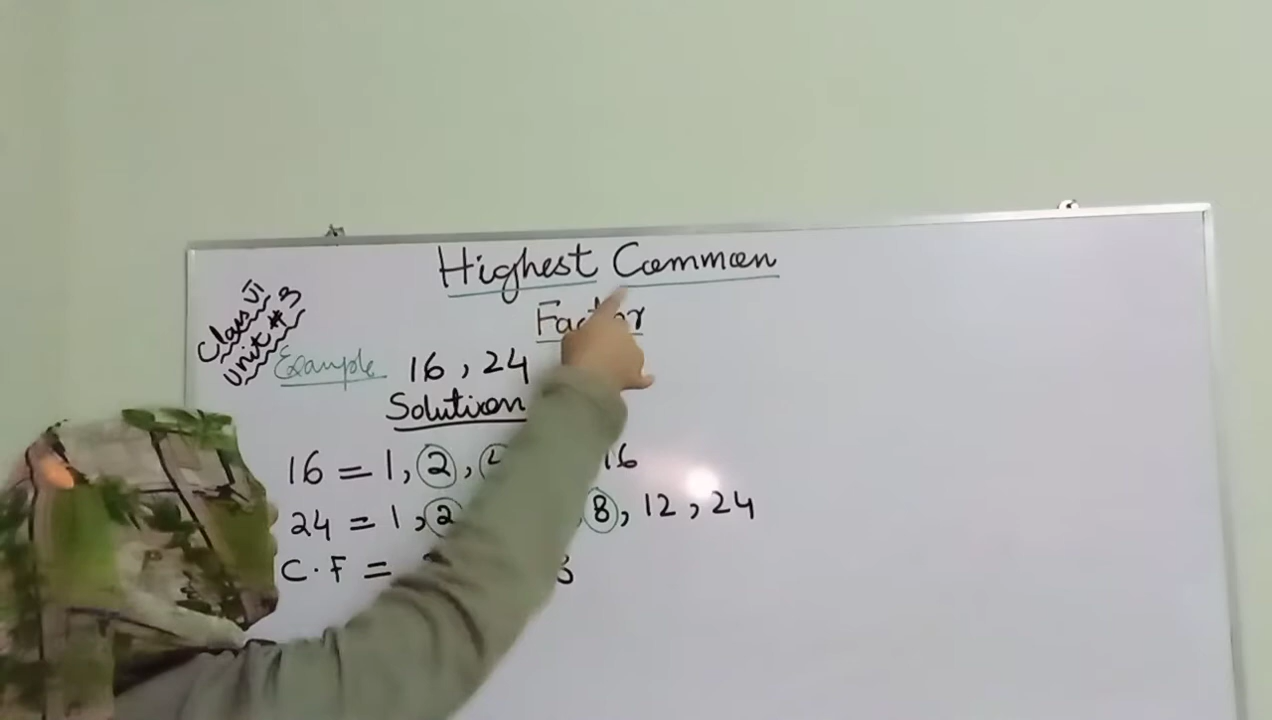 Highest Common
Factor
Class VI
Unit # 3
Example 16, 24
Solution
16 = 1, 2, 16
24 = 1, 2, 8, 12, 24
C.F =